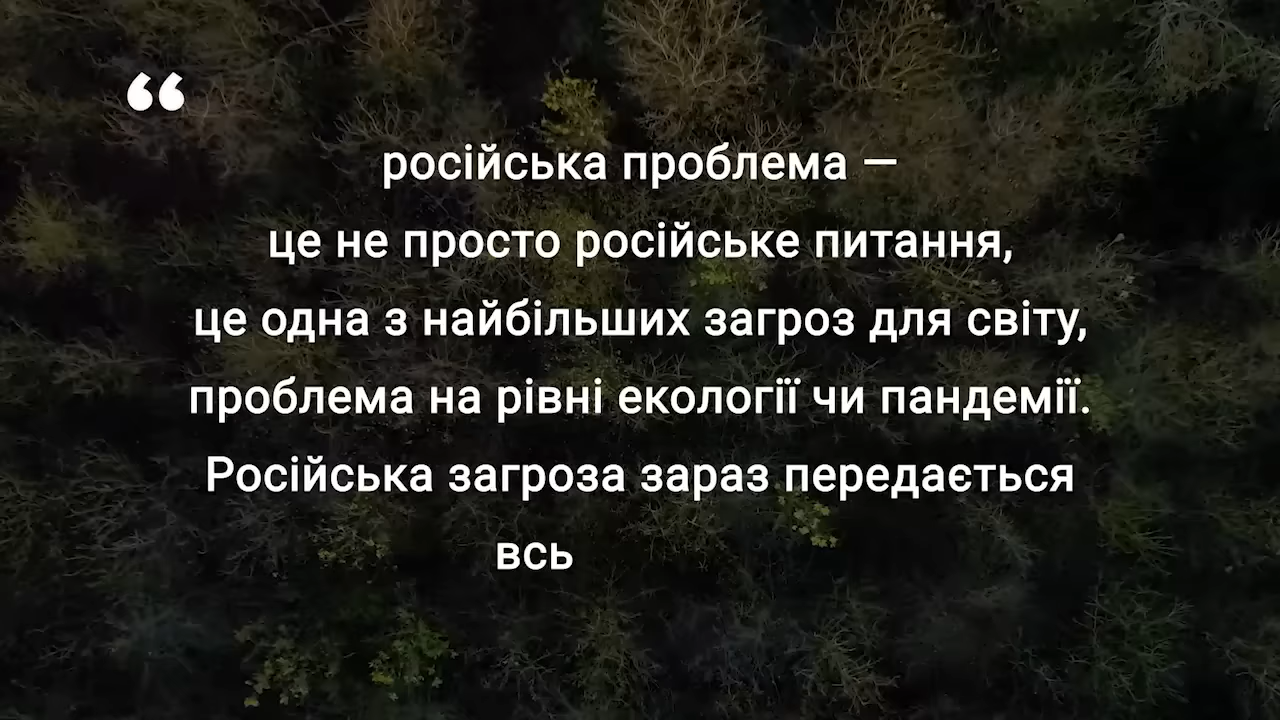 “
російська проблема —
це не просто російське питання,
це одна з найбільших загроз для світу,
проблема на рівні екології чи пандемії.
Російська загроза зараз передається
всь